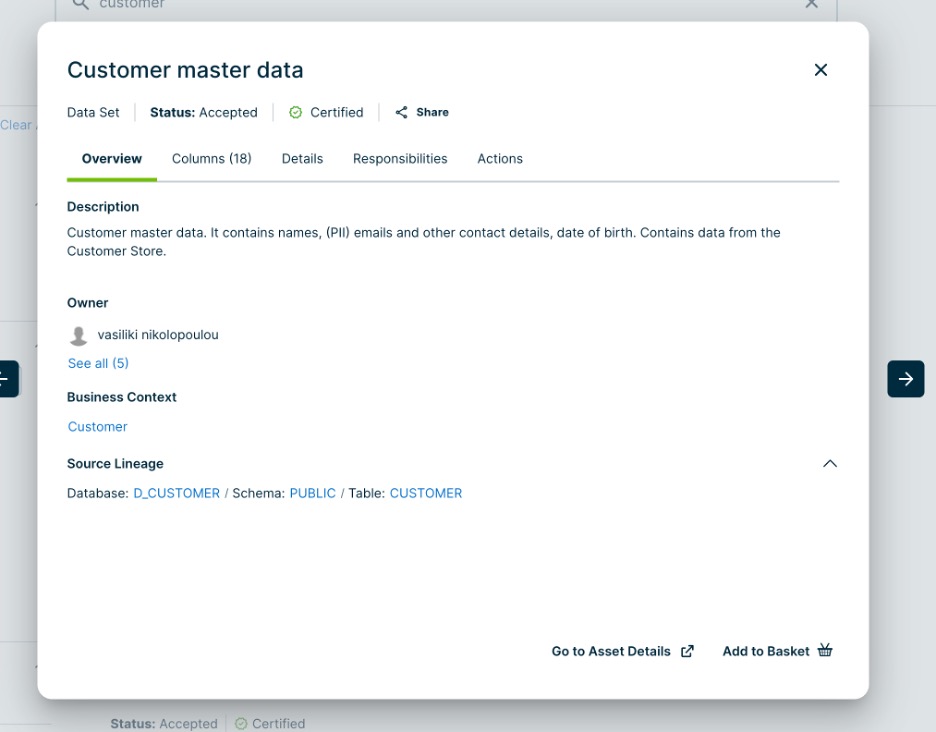 customer
Clear
Customer master data
Data Set Status: Accepted Certified Share
Overview Columns (18) Details Responsibilities Actions
Description
Customer master data. It contains names, (PII) emails and other contact details, date of birth. Contains data from the
Customer Store.
Owner
vasiliki nikolopoulou
See all (5)
Business Context
Customer
Source Lineage
Database: D_CUSTOMER / Schema: PUBLIC / Table: CUSTOMER
Go to Asset Details Add to Basket
Status: Accepted Certified